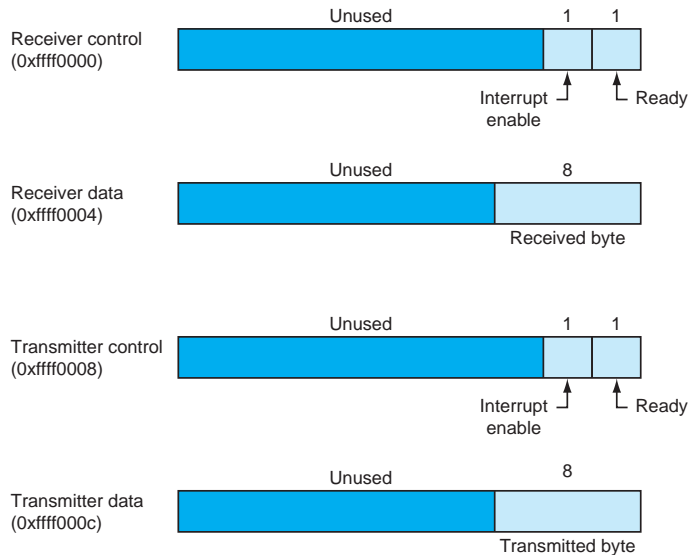 Unused
1 1
Receiver control
(0xffff0000)
Interrupt
enable
Ready
Unused
8
Receiver data
(0xffff0004)
Received byte
Unused
1 1
Transmitter control
(0xffff0008)
Interrupt
enable
Ready
Unused
8
Transmitter data
(0xffff000c)
Transmitted byte